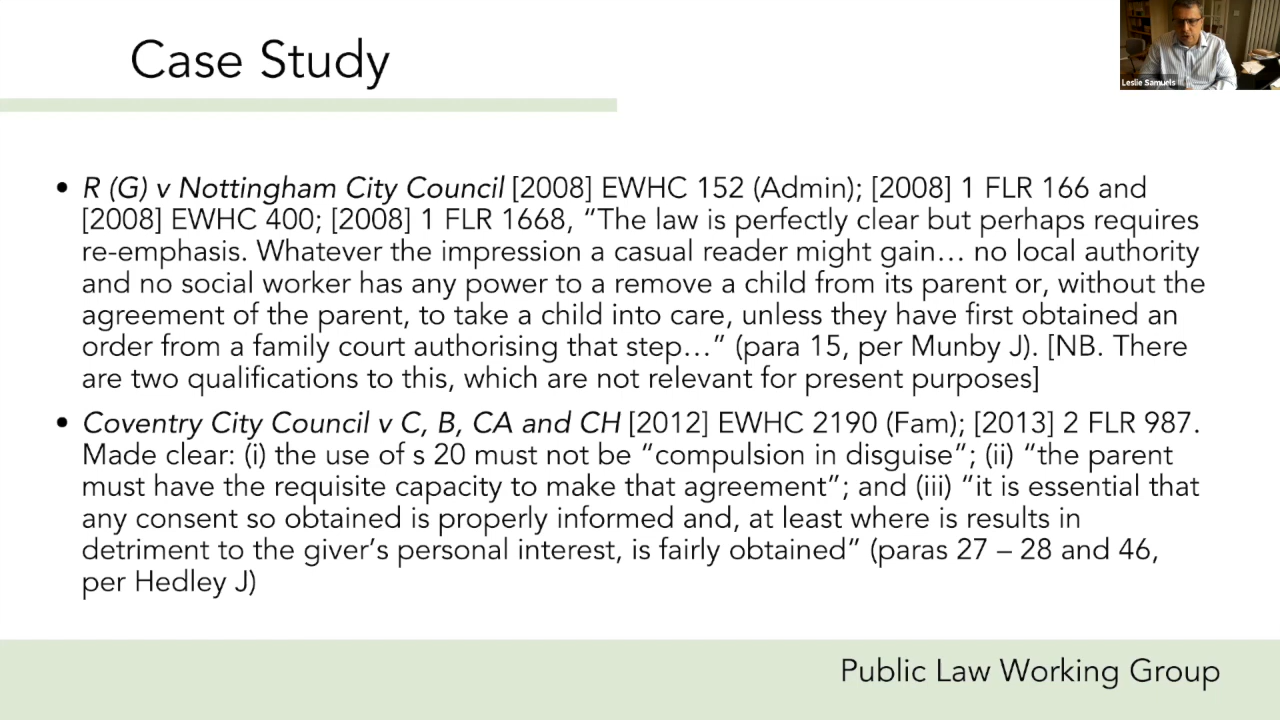 Case Study
Leslie Samuels
• R (G) v Nottingham City Council [2008] EWHC 152 (Admin); [2008] 1 FLR 166 and
[2008] EWHC 400; [2008] 1 FLR 1668, “The law is perfectly clear but perhaps requires
re-emphasis. Whatever the impression a casual reader might gain… no local authority
and no social worker has any power to a remove a child from its parent or, without the
agreement of the parent, to take a child into care, unless they have first obtained an
order from a family court authorising that step…” (para 15, per Munby J). [NB. There
are two qualifications to this, which are not relevant for present purposes]
• Coventry City Council v C, B, CA and CH [2012] EWHC 2190 (Fam); [2013] 2 FLR 987.
Made clear: (i) the use of s 20 must not be “compulsion in disguise”; (ii) “the parent
must have the requisite capacity to make that agreement”; and (iii) “it is essential that
any consent so obtained is properly informed and, at least where is results in
detriment to the giver’s personal interest, is fairly obtained” (paras 27 – 28 and 46,
per Hedley J)
Public Law Working Group